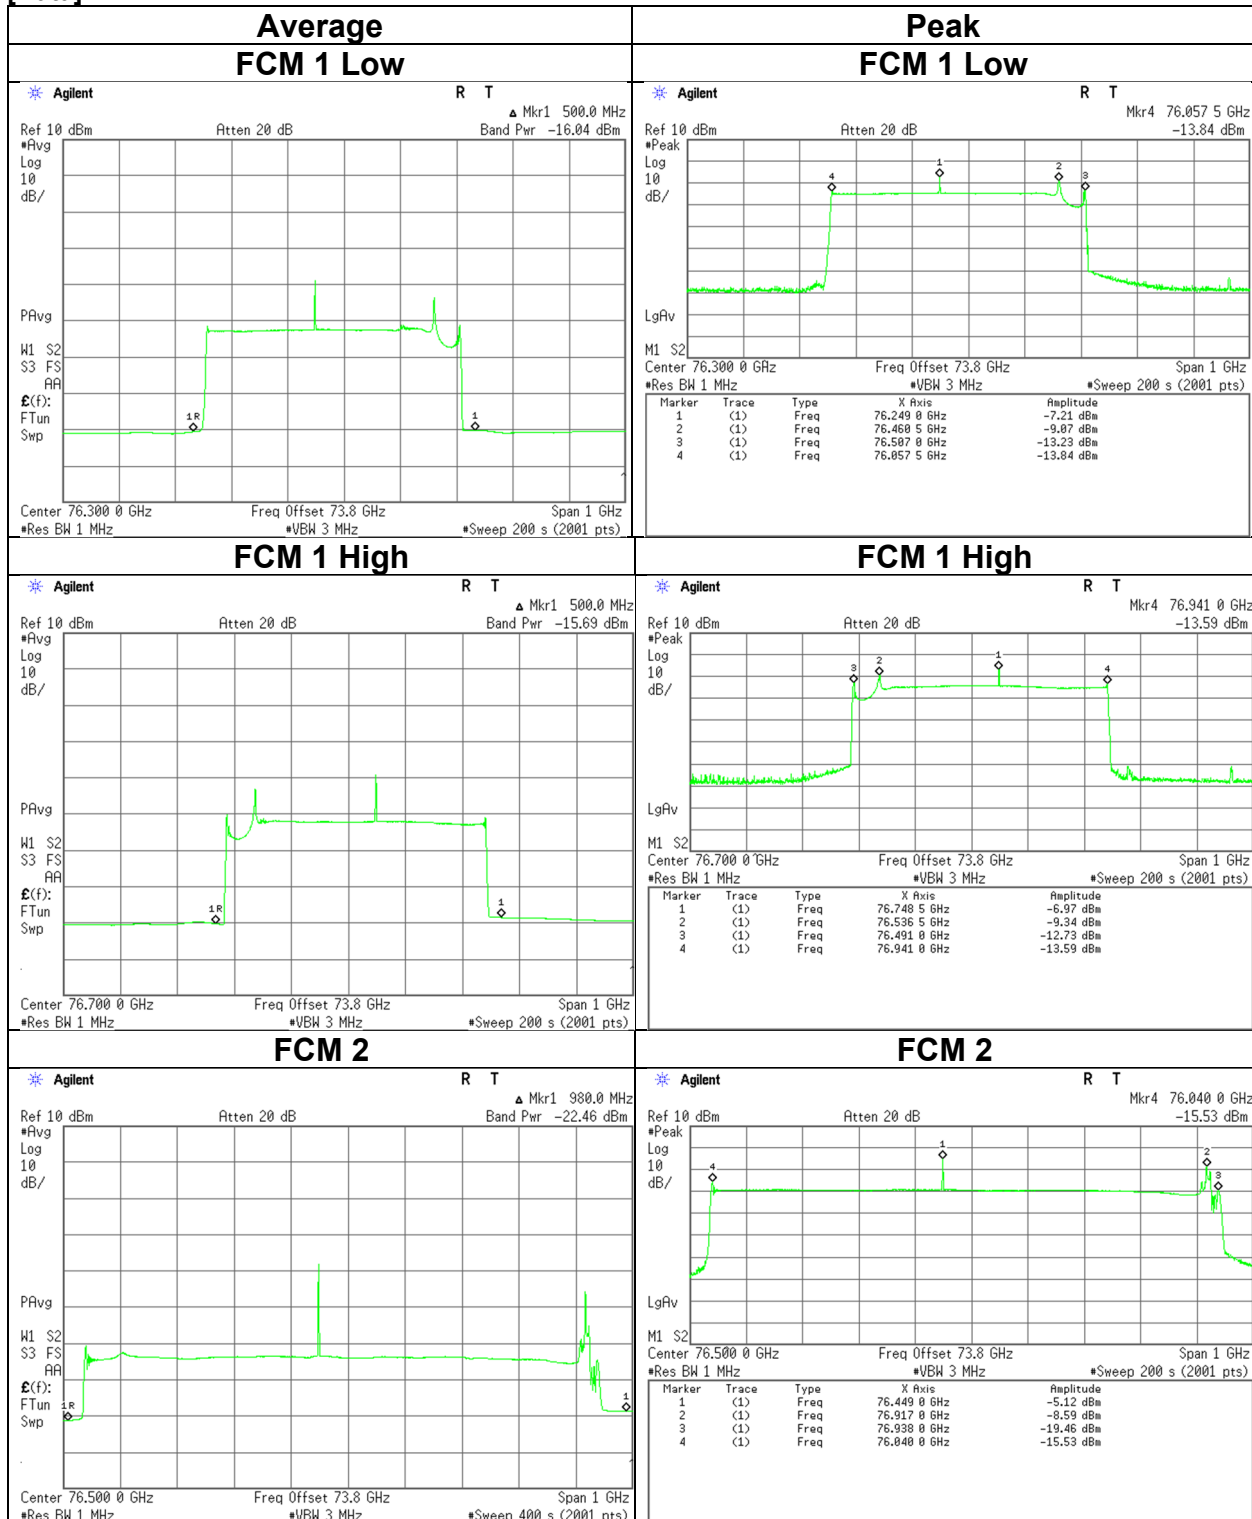 Average Peak
FCM 1 Low FCM 1 Low
Agilent R T
Δ Mkr1 500.0 MHz
Ref 10 dBm Atten 20 dB Band Pwr -16.04 dBm
#Avg
Log
10
dB/
PAvg
W1 S2
S3 FS
AA
£(f):
FTun
Swp
1R
1
Center 76.300 0 GHz Freq Offset 73.8 GHz Span 1 GHz
#Res BW 1 MHz #VBW 3 MHz #Sweep 200 s (2001 pts)
Agilent R T
Mkr4 76.057 5 GHz
Ref 10 dBm Atten 20 dB -13.84 dBm
#Peak
Log
10
dB/
4 1 2 3
LgAv
M1 S2
Center 76.300 0 GHz Freq Offset 73.8 GHz Span 1 GHz
#Res BW 1 MHz #VBW 3 MHz #Sweep 200 s (2001 pts)
Marker Trace Type X Axis Amplitude
1 (1) Freq 76.249 0 GHz -7.21 dBm
2 (1) Freq 76.460 5 GHz -9.07 dBm
3 (1) Freq 76.507 0 GHz -13.23 dBm
4 (1) Freq 76.057 5 GHz -13.84 dBm
FCM 1 High FCM 1 High
Agilent R T
Δ Mkr1 500.0 MHz
Ref 10 dBm Atten 20 dB Band Pwr -15.69 dBm
#Avg
Log
10
dB/
PAvg
W1 S2
S3 FS
AA
£(f):
FTun
Swp
1R
1
Center 76.700 0 GHz Freq Offset 73.8 GHz Span 1 GHz
#Res BW 1 MHz #VBW 3 MHz #Sweep 200 s (2001 pts)
Agilent R T
Mkr4 76.941 0 GHz
Ref 10 dBm Atten 20 dB -13.59 dBm
#Peak
Log
10
dB/
3 2 1 4
LgAv
M1 S2
Center 76.700 0 GHz Freq Offset 73.8 GHz Span 1 GHz
#Res BW 1 MHz #VBW 3 MHz #Sweep 200 s (2001 pts)
Marker Trace Type X Axis Amplitude
1 (1) Freq 76.748 5 GHz -6.97 dBm
2 (1) Freq 76.536 5 GHz -9.34 dBm
3 (1) Freq 76.491 0 GHz -12.73 dBm
4 (1) Freq 76.941 0 GHz -13.59 dBm
FCM 2 FCM 2
Agilent R T
Δ Mkr1 980.0 MHz
Ref 10 dBm Atten 20 dB Band Pwr -22.46 dBm
#Avg
Log
10
dB/
PAvg
W1 S2
S3 FS
AA
£(f):
FTun
Swp
1R
1
Center 76.500 0 GHz Freq Offset 73.8 GHz Span 1 GHz
#Res BW 1 MHz #VBW 3 MHz #Sweep 400 s (2001 pts)
Agilent R T
Mkr4 76.040 0 GHz
Ref 10 dBm Atten 20 dB -15.53 dBm
#Peak
Log
10
dB/
4 1 2 3
LgAv
M1 S2
Center 76.500 0 GHz Freq Offset 73.8 GHz Span 1 GHz
#Res BW 1 MHz #VBW 3 MHz #Sweep 200 s (2001 pts)
Marker Trace Type X Axis Amplitude
1 (1) Freq 76.449 0 GHz -5.12 dBm
2 (1) Freq 76.917 0 GHz -8.59 dBm
3 (1) Freq 76.938 0 GHz -19.46 dBm
4 (1) Freq 76.040 0 GHz -15.53 dBm